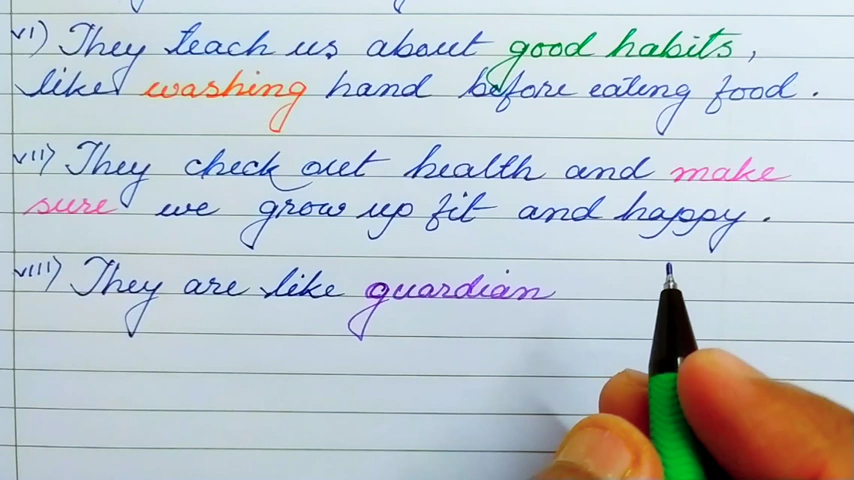 vi) They teach us about good habits,
like washing hand before eating food.
vii) They check out health and make
sure we grow up fit and happy.
viii) They are like guardian